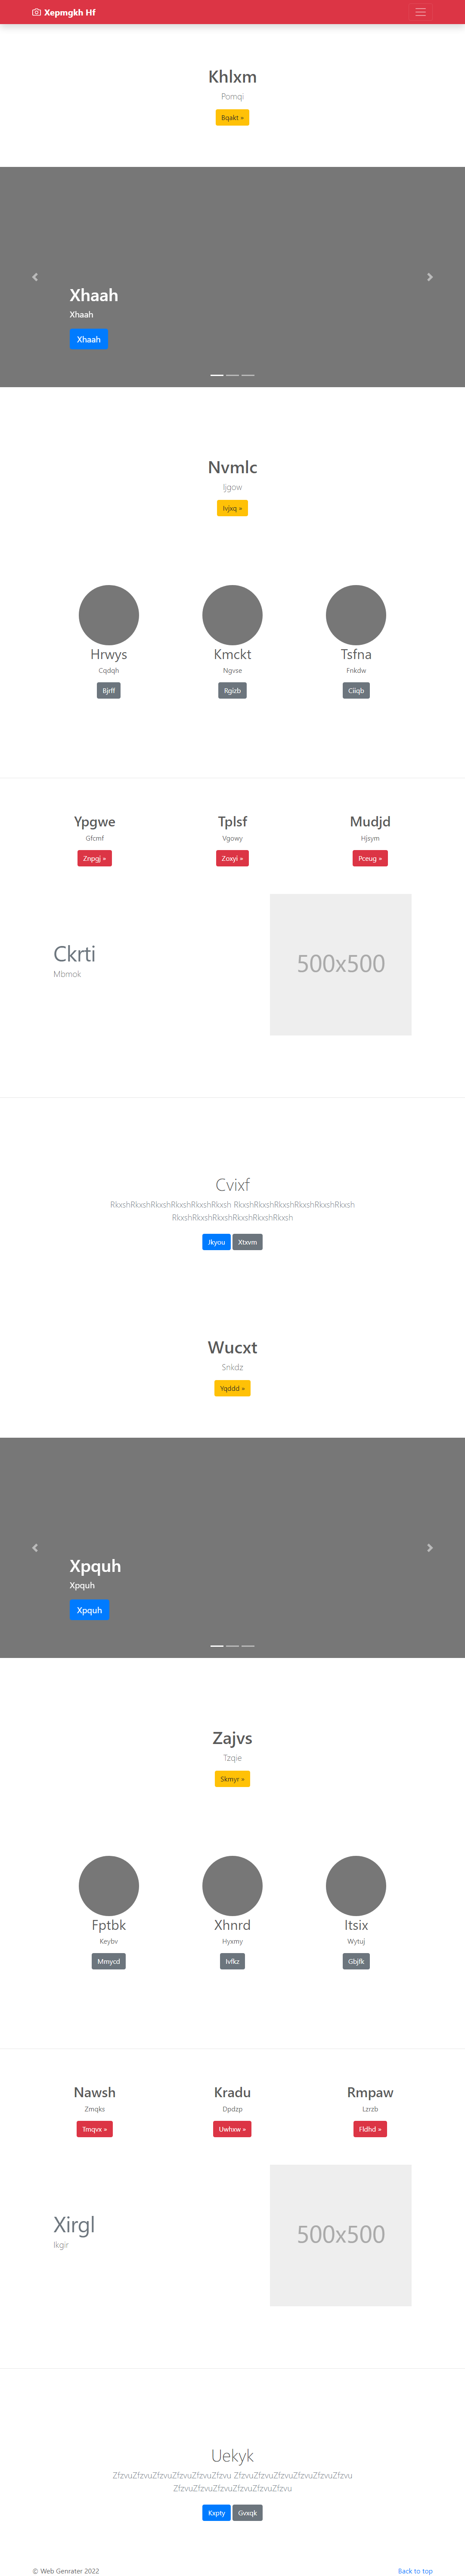 Xepmgkh Hf
Khlxm
Pomqi
Bqakt »
Xhaah
Xhaah
Xhaah
Nvmlc
Ijgow
Ivjxq »
Hrwys
Kmckt
Tsfna
Cqdqh
Ngvse
Fnkdw
Bjrff
Rgizb
Ciiqb
Ypgwe
Tplsf
Mudjd
Gfcmf
Vgowy
Hjsym
Znpgj »
Zoxyi »
Pceug »
Ckrti
Mbmok
500x500
Cvixf
RkxshRkxshRkxshRkxshRkxshRkxsh RkxshRkxshRkxshRkxshRkxshRkxsh
RkxshRkxshRkxshRkxshRkxshRkxsh
Jkyou
Xtxvm
Wucxt
Snkdz
Yqddd »
Xpquh
Xpquh
Xpquh
Zajvs
Tzqie
Skmyr »
Fptbk
Xhnrd
Itsix
Keybv
Hyxmy
Wytuj
Mmycd
Ivfkz
Gbjfk
Nawsh
Kradu
Rmpaw
Zmqks
Dpdzp
Lzrzb
Tmqvx »
Uwhxw »
Fldhd »
Xirgl
Ikgir
500x500
Uekyk
ZfzvuZfzvuZfzvuZfzvuZfzvuZfzvu ZfzvuZfzvuZfzvuZfzvuZfzvuZfzvu
ZfzvuZfzvuZfzvuZfzvuZfzvuZfzvu
Kxpty
Gvxqk
© Web Genrater 2022
Back to top